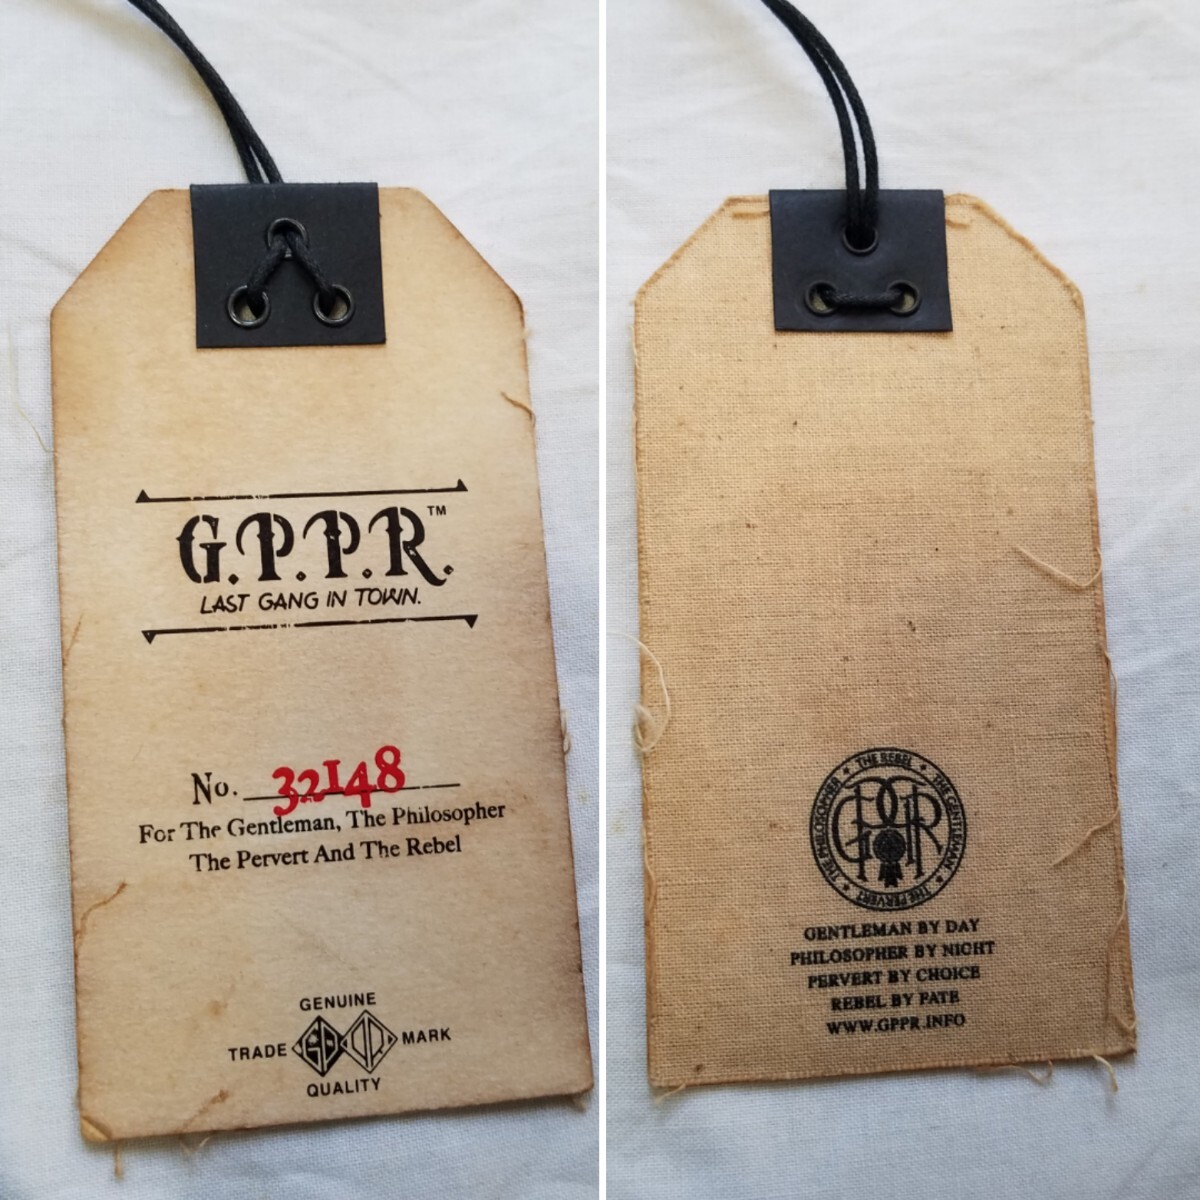 G.P.P.R.™
LAST GANG IN TOWN.
No. 32148
For The Gentleman, The Philosopher
The Pervert And The Rebel
GENUINE
TRADE MARK
QUALITY
THE REBEL • THE GENTLEMAN • THE PERVERT • THE PHILOSOPHER •
GPPR
GENTLEMAN BY DAY
PHILOSOPHER BY NIGHT
PERVERT BY CHOICE
REBEL BY FATE
WWW.GPPR.INFO